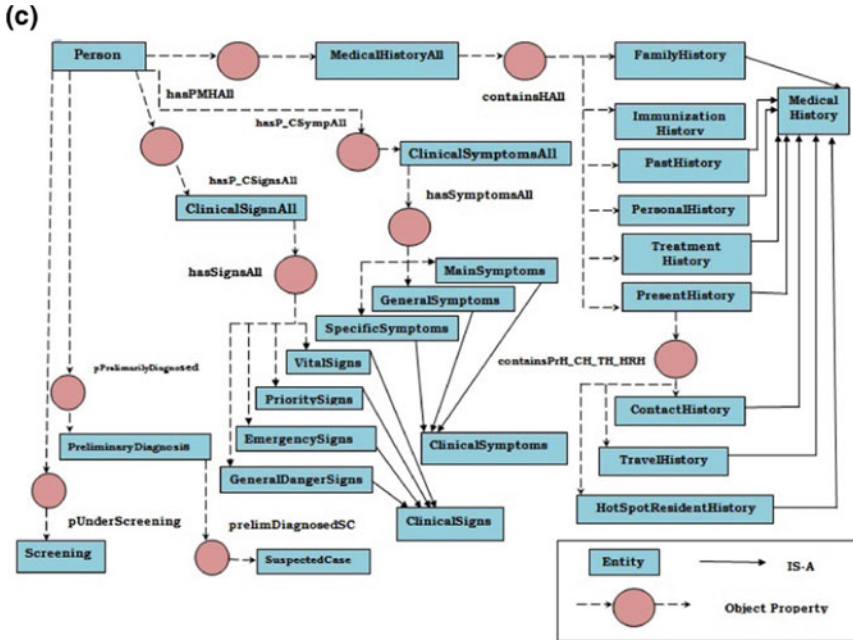 (c)
Person
MedicalHistoryAll
FamilyHistory
hasPMHAll
containsHAll
Medical
History
Immunization
History
hasP_CSympAll
ClinicalSymptomsAll
PastHistory
hasP_CSignsAll
ClinicalSigsnAll
hasSymptomsAll
PersonalHistory
Treatment
History
hasSignsAll
MainSymptoms
GeneralSymptoms
PresentHistory
SpecificSymptoms
containsPrH_CH_TH_HRH
VitalSigns
pPrelimarilyDiagnosed
PrioritySigns
ContactHistory
EmergencySigns
ClinicalSymptoms
PreliminaryDiagnosis
TravelHistory
GeneralDangerSigns
HotSpotResidentHistory
pUnderScreening
prelimDiagnosedSC
ClinicalSigns
Screening
SuspectedCase
Entity
IS-A
Object Property